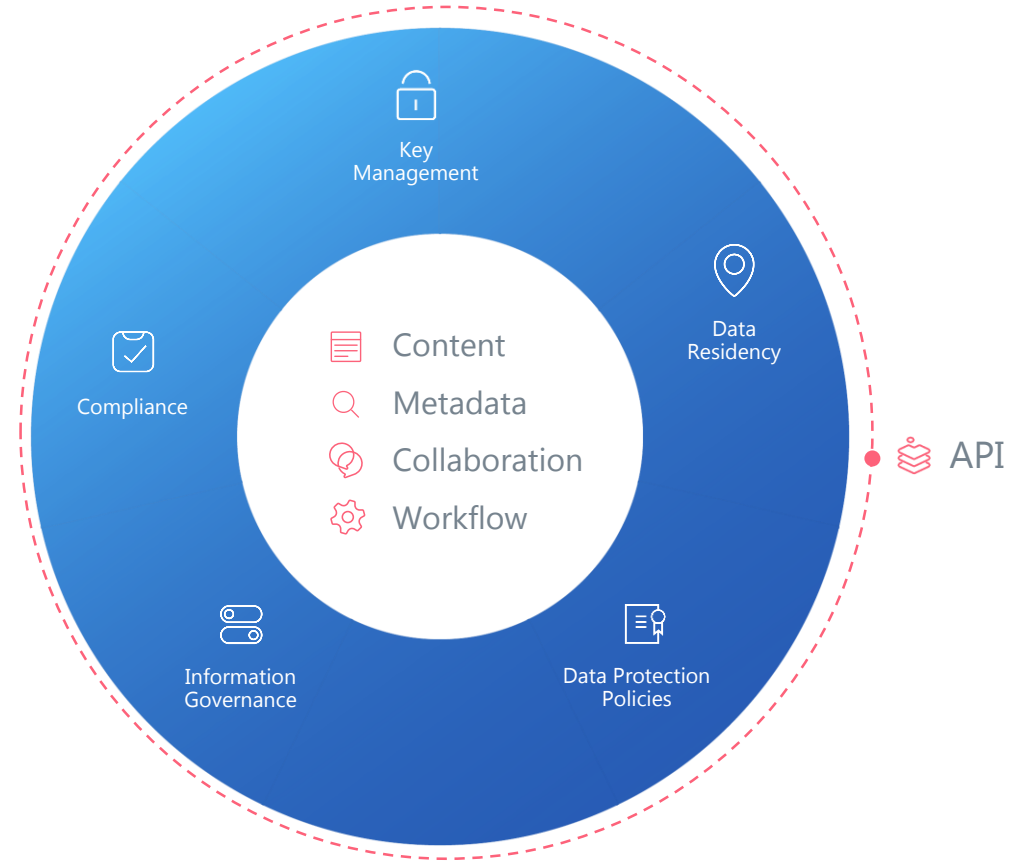 Key
Management
Data
Residency
Compliance
Content
Metadata
Collaboration
Workflow
API
Information
Governance
Data Protection
Policies